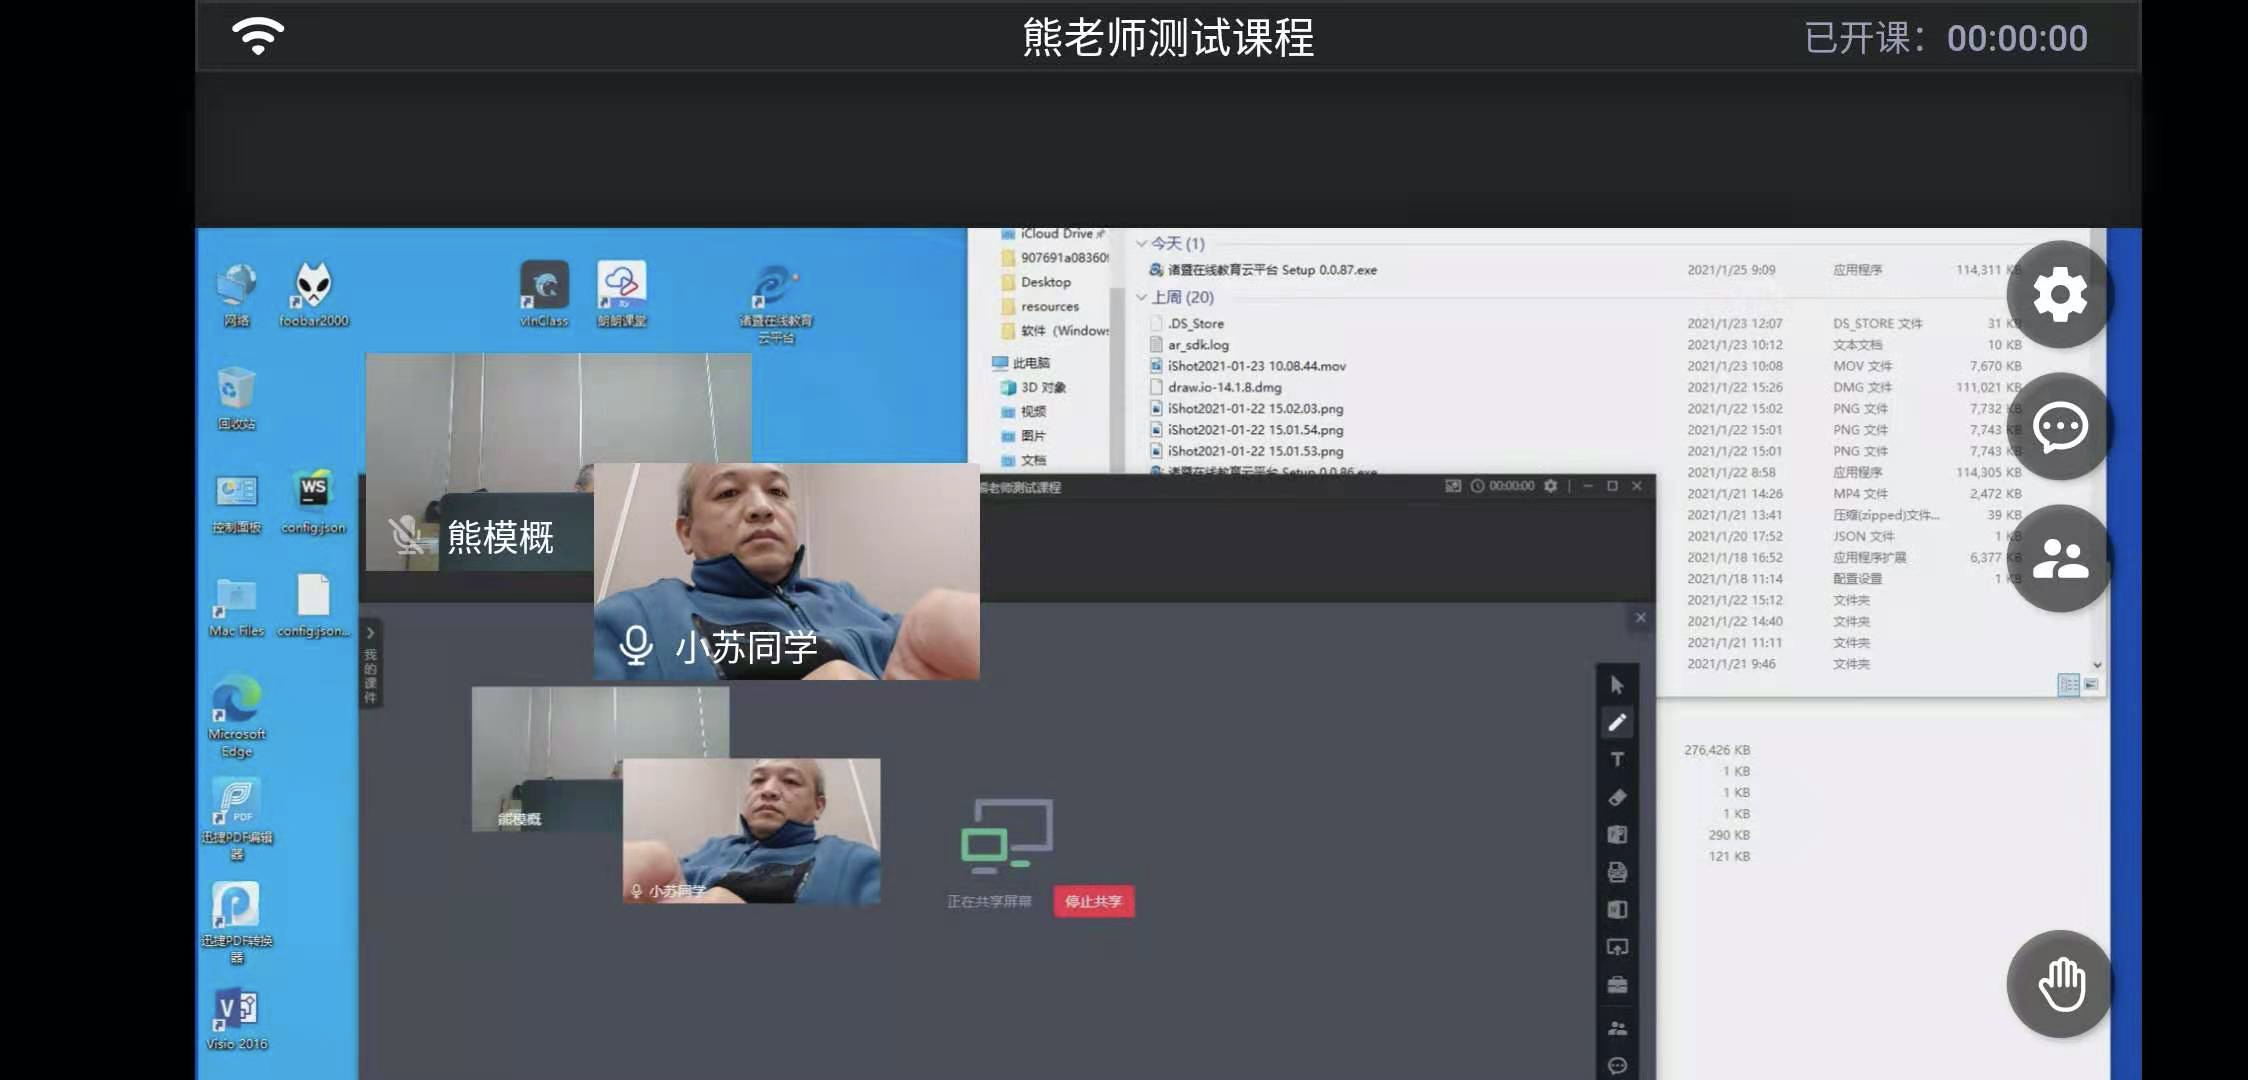 熊老师测试课程
已开课：00:00:00
网络
foobar2000
vinClass
朗朗课堂
诸暨在线教育
云平台
回收站
控制面板
WS
config.json
Mac Files
config.json...
Microsoft
Edge
PDF
迅捷PDF编辑
器
迅捷PDF转换
器
Visio 2016
iCloud Drive
Desktop
resources
软件（Windows
此电脑
3D 对象
视频
图片
文档
今天 (1)
诸暨在线教育云平台 Setup 0.0.87.exe
2021/1/25 9:09
应用程序
114,311 KB
上周 (20)
.DS_Store
2021/1/23 12:07
DS_STORE 文件
31 KB
ar_sdk.log
2021/1/23 10:12
文本文档
10 KB
iShot2021-01-23 10.08.44.mov
2021/1/23 10:08
MOV 文件
7,670 KB
draw.io-14.1.8.dmg
2021/1/22 15:26
DMG 文件
111,021 KB
iShot2021-01-22 15.02.03.png
2021/1/22 15:02
PNG 文件
7,732 KB
iShot2021-01-22 15.01.54.png
2021/1/22 15:01
PNG 文件
7,743 KB
iShot2021-01-22 15.01.53.png
2021/1/22 15:01
PNG 文件
7,743 KB
诸暨在线教育云平台 Setup 0.0.86.exe
2021/1/22 8:58
应用程序
114,305 KB
2021/1/21 14:26
MP4 文件
2,472 KB
2021/1/21 13:41
压缩(zipped)文件...
39 KB
2021/1/20 17:52
JSON 文件
1 KB
2021/1/18 16:52
应用程序扩展
6,377 KB
2021/1/18 11:14
配置设置
1 KB
2021/1/22 15:12
文件夹
2021/1/22 14:40
文件夹
2021/1/21 11:11
文件夹
2021/1/21 9:46
文件夹
熊老师测试课程
00:00:00
熊模概
小苏同学
我的课件
熊模概
小苏同学
正在共享屏幕
停止共享
276,426 KB
1 KB
1 KB
1 KB
290 KB
121 KB